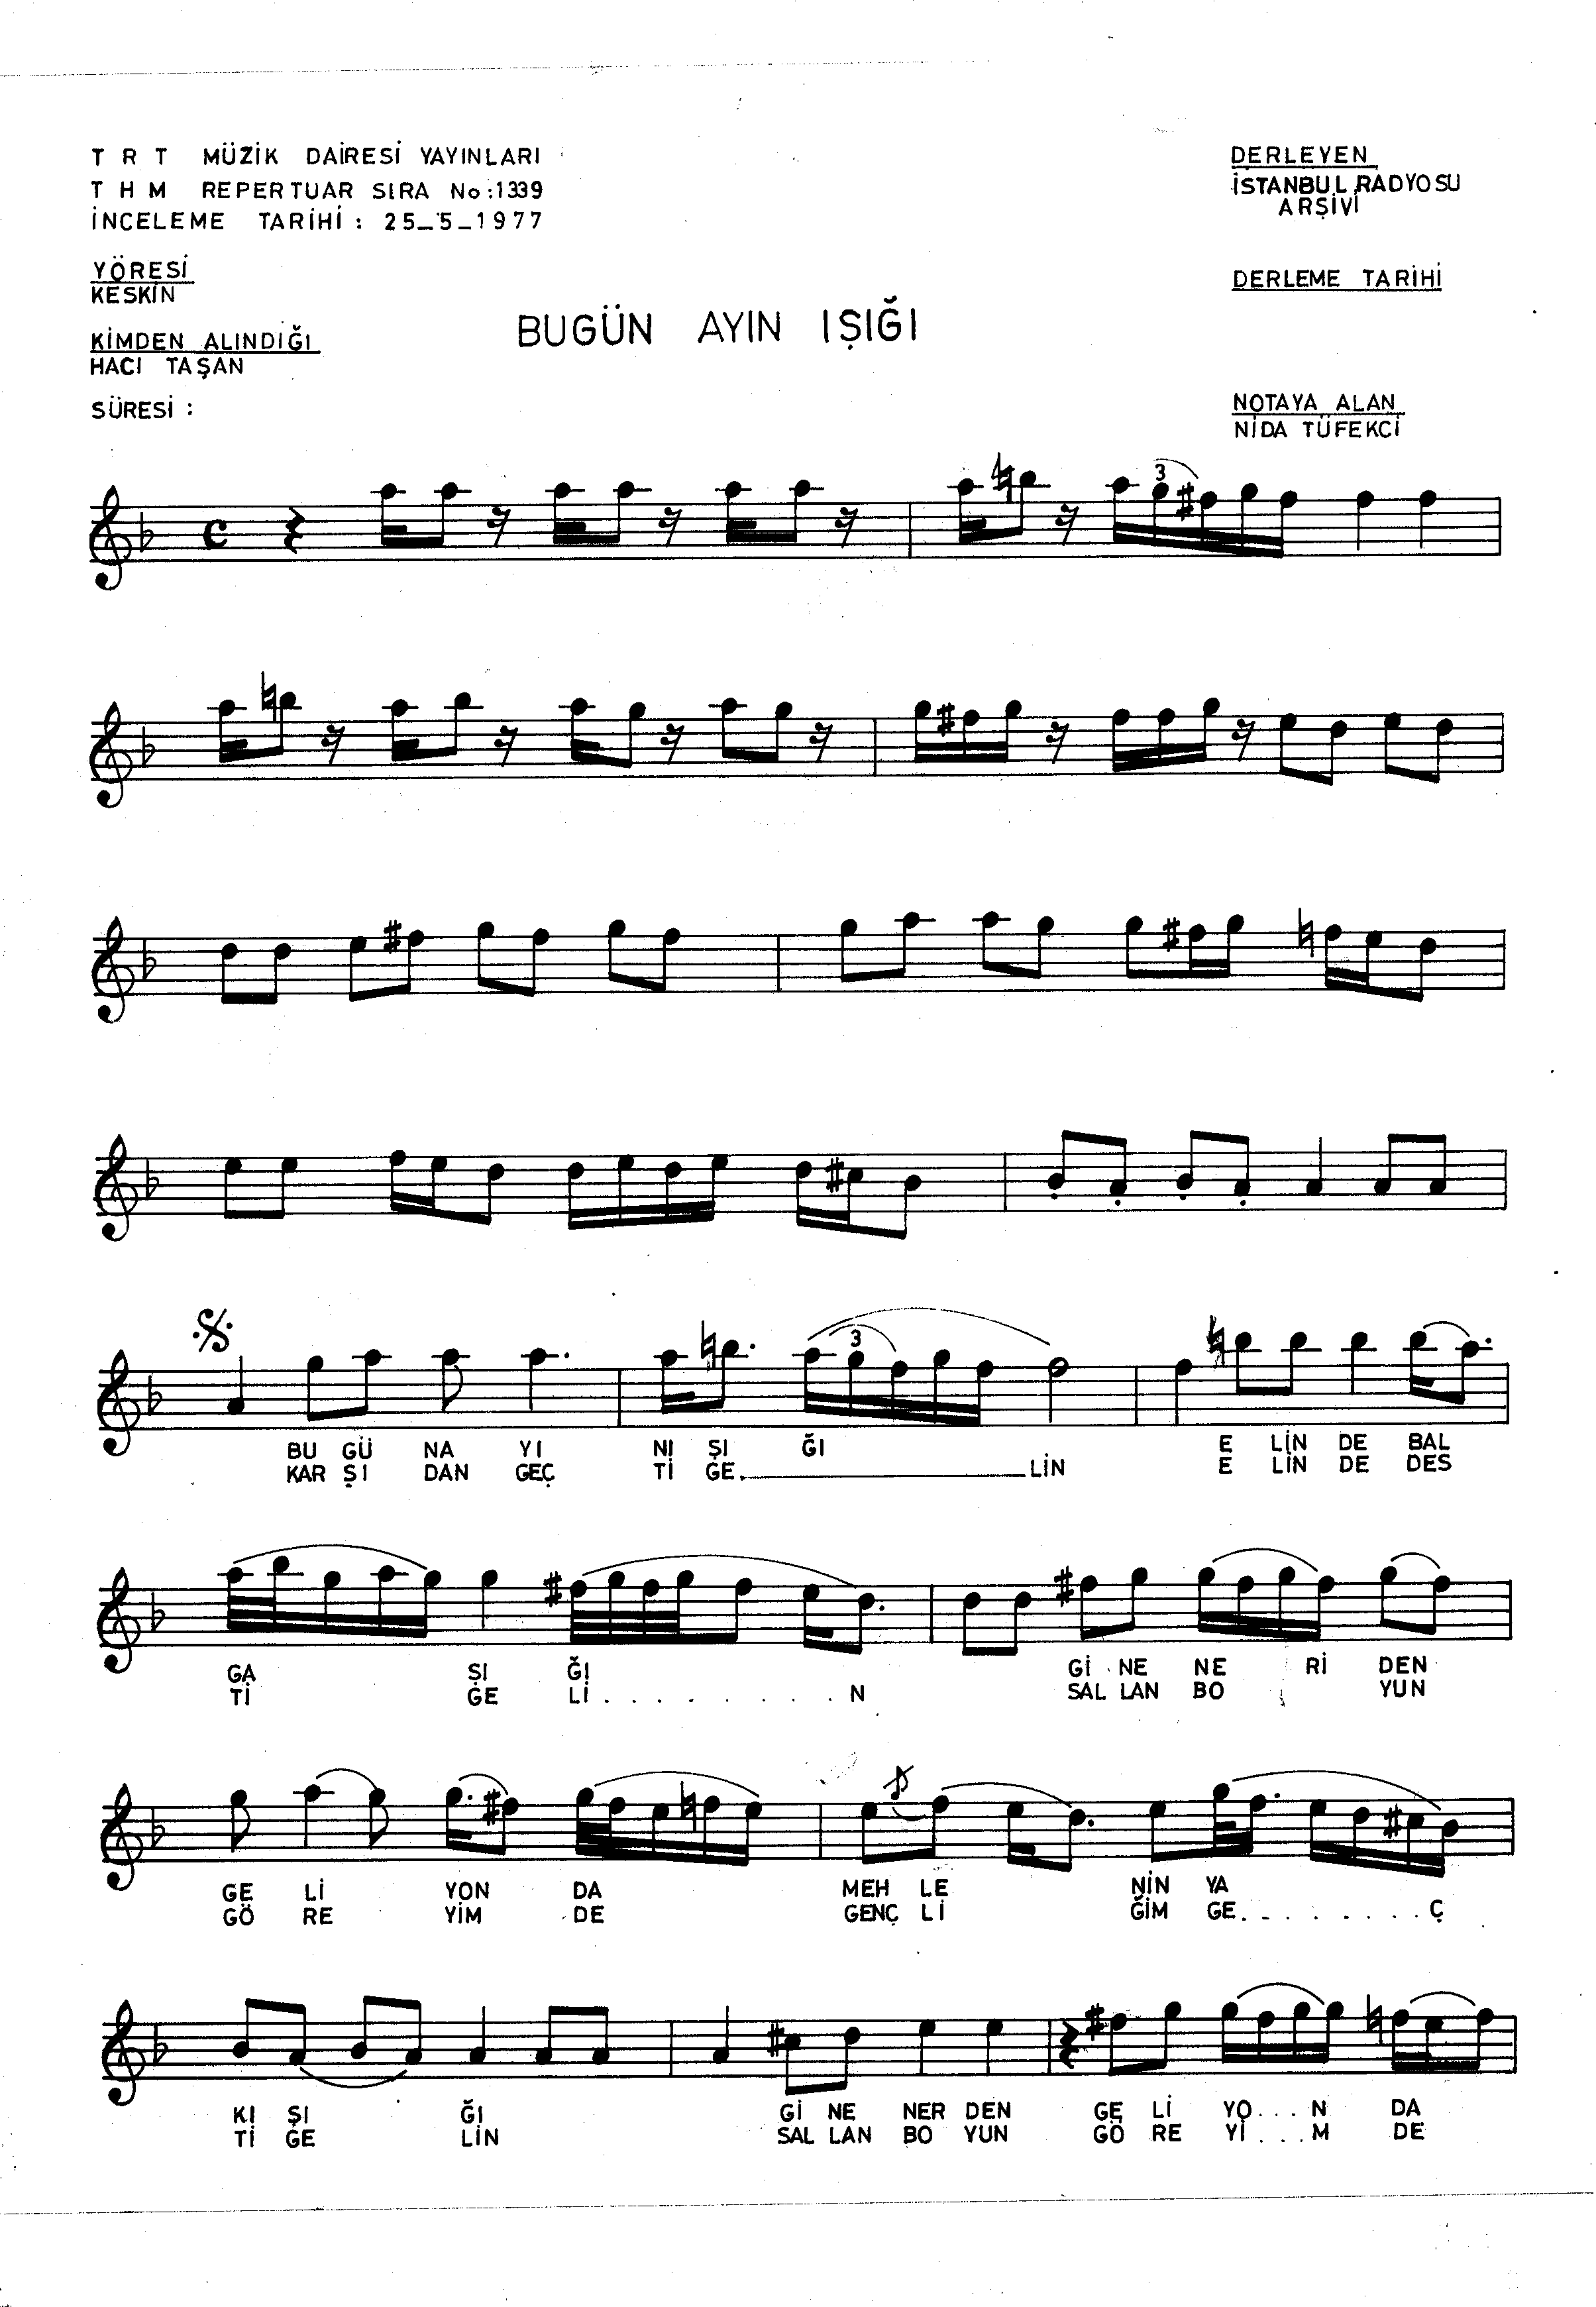 T R T MÜZİK DAİRESİ YAYINLARI
T H M REPERTUAR SIRA No:1339
İNCELEME TARİHİ : 25_5_1977
DERLEYEN
İSTANBUL RADYOSU
ARŞİVİ
YÖRESİ
KESKİN
DERLEME TARİHİ
BUGÜN AYIN IŞIĞI
KİMDEN ALINDIĞI
HACI TAŞAN
SÜRESİ :
NOTAYA ALAN
NİDA TÜFEKCİ
3
3
BU GÜ NA YI NI ŞI ĞI E LİN DE BAL
KAR ŞI DAN GEÇ Tİ GE.____LİN E LİN DE DES
GA ŞI ĞI Gİ NE NE Rİ DEN
Tİ GE Lİ . . . . . . . N SAL LAN BO YUN
GE Lİ YON DA MEH LE NİN YA
GÖ RE YİM DE GENÇ Lİ ĞİM GE. . . . . . . . Ç
KI ŞI ĞI Gİ NE NER DEN GE Lİ YO . . . N DA
Tİ GE LİN SAL LAN BO YUN GÖ RE Yİ . . . M DE